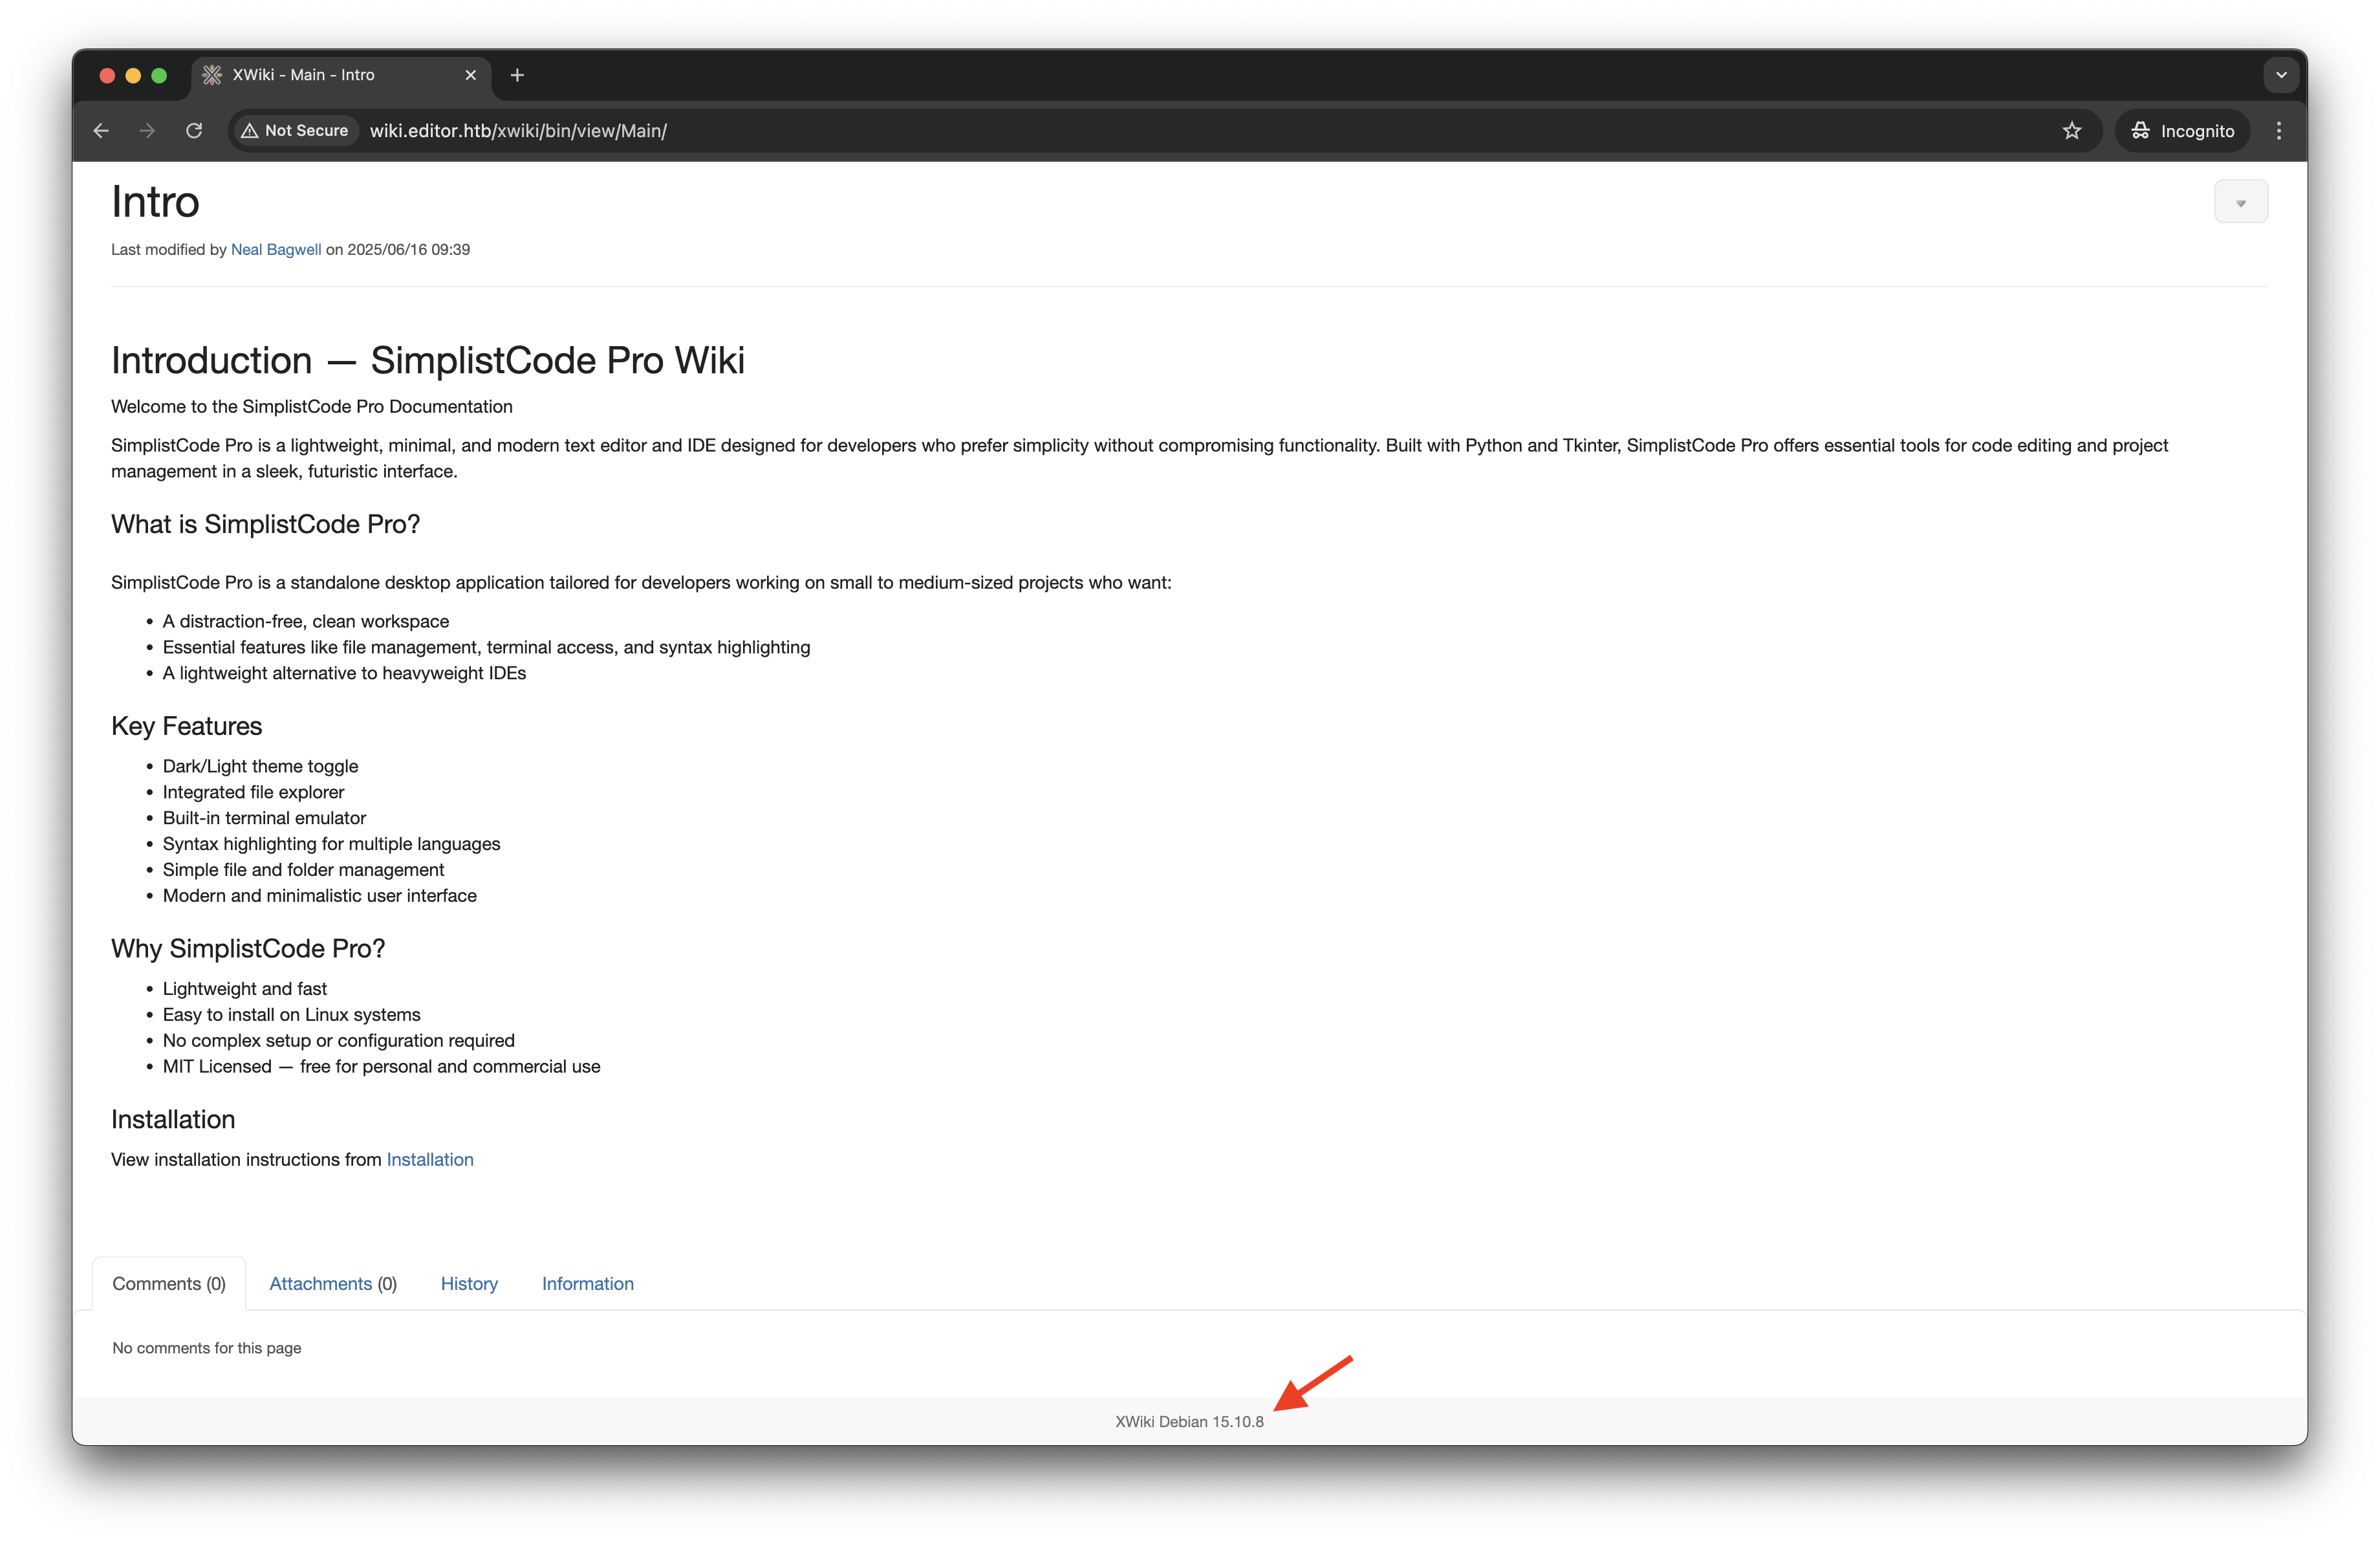 XWiki - Main - Intro
Not Secure wiki.editor.htb/xwiki/bin/view/Main/ Incognito
Intro
Last modified by Neal Bagwell on 2025/06/16 09:39
Introduction — SimplistCode Pro Wiki
Welcome to the SimplistCode Pro Documentation
SimplistCode Pro is a lightweight, minimal, and modern text editor and IDE designed for developers who prefer simplicity without compromising functionality. Built with Python and Tkinter, SimplistCode Pro offers essential tools for code editing and project
management in a sleek, futuristic interface.
What is SimplistCode Pro?
SimplistCode Pro is a standalone desktop application tailored for developers working on small to medium-sized projects who want:
• A distraction-free, clean workspace
• Essential features like file management, terminal access, and syntax highlighting
• A lightweight alternative to heavyweight IDEs
Key Features
• Dark/Light theme toggle
• Integrated file explorer
• Built-in terminal emulator
• Syntax highlighting for multiple languages
• Simple file and folder management
• Modern and minimalistic user interface
Why SimplistCode Pro?
• Lightweight and fast
• Easy to install on Linux systems
• No complex setup or configuration required
• MIT Licensed — free for personal and commercial use
Installation
View installation instructions from Installation
Comments (0) Attachments (0) History Information
No comments for this page
XWiki Debian 15.10.8